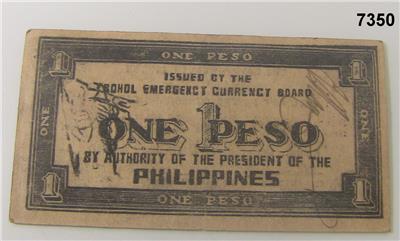 7350
ONE PESO
1 1
ISSUED BY THE
BOHOL EMERGENCY CURRENCY BOARD
ONE 1 PESO
ONE ONE
BY AUTHORITY OF THE PRESIDENT OF THE
PHILIPPINES
1 1
ONE PESO